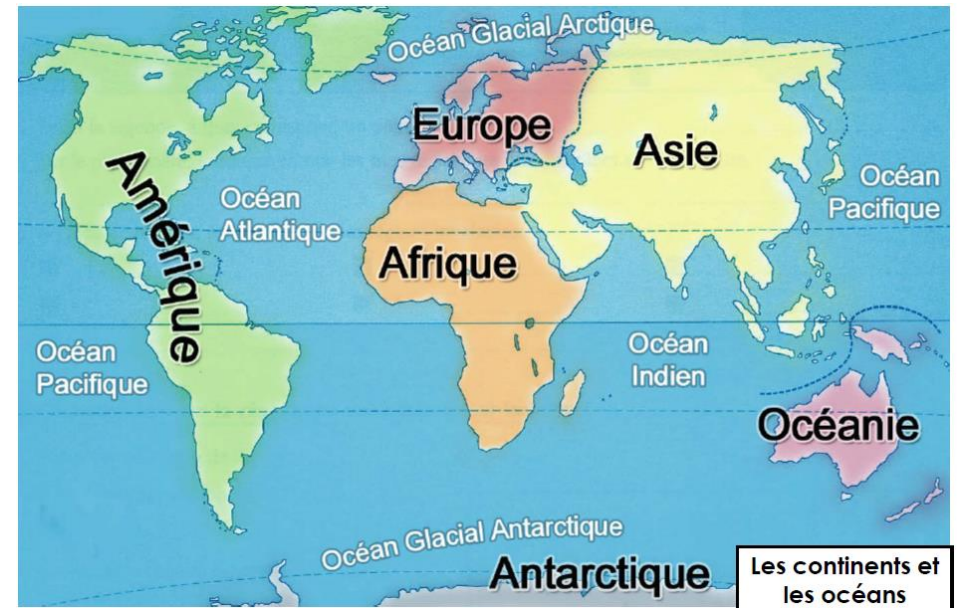 Océan Glacial Arctique
Europe
Asie
Amérique
Océan
Atlantique
Océan
Pacifique
Afrique
Océan
Pacifique
Océan
Indien
Océanie
Océan Glacial Antarctique
Antarctique
Les continents et
les océans